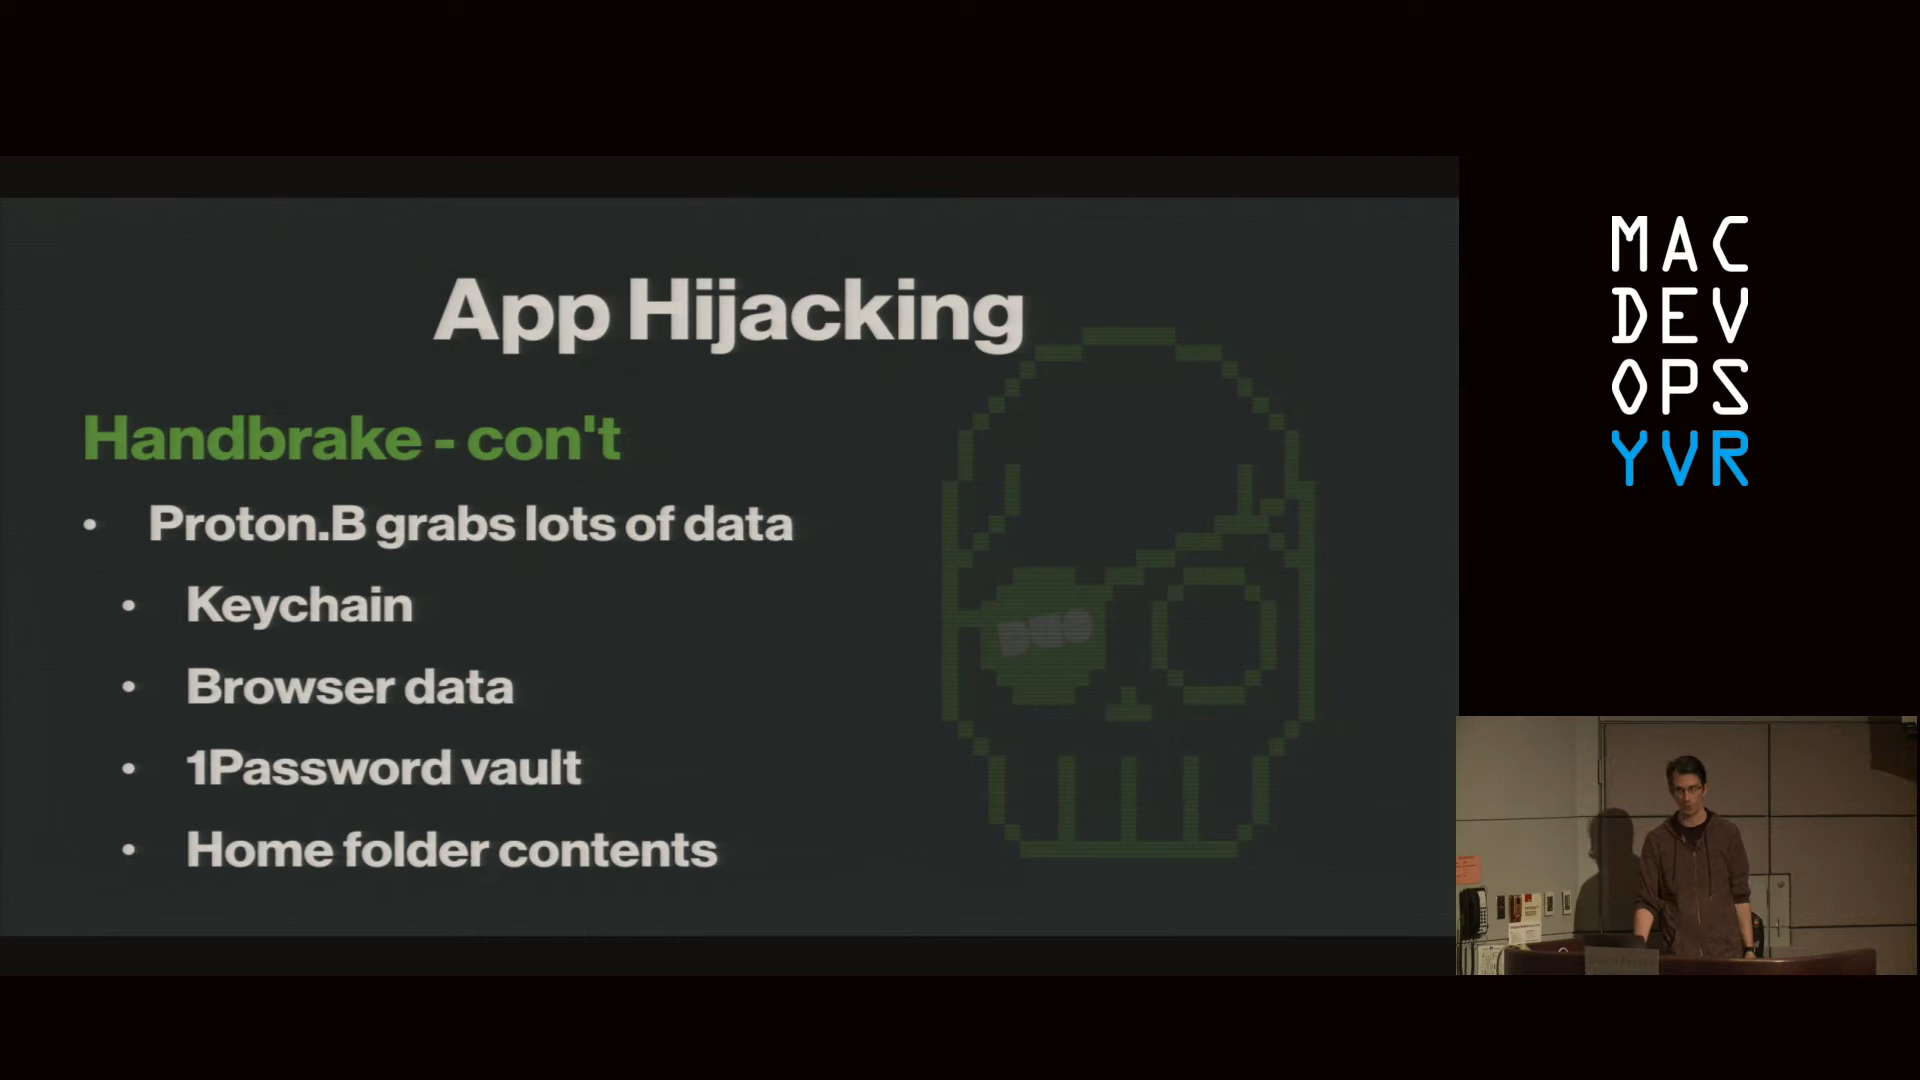 App Hijacking
Handbrake - con't
• Proton.B grabs lots of data
• Keychain
• Browser data
• 1Password vault
• Home folder contents
DUO
MAC
DEV
OPS
YVR